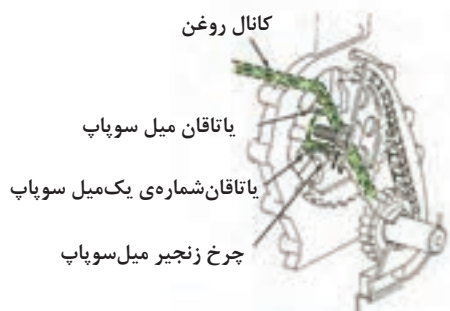 کانال روغن
یاتاقان میل سوپاپ
یاتاقان‌شماره‌ی یک‌میل سوپاپ
چرخ زنجیر میل‌سوپاپ